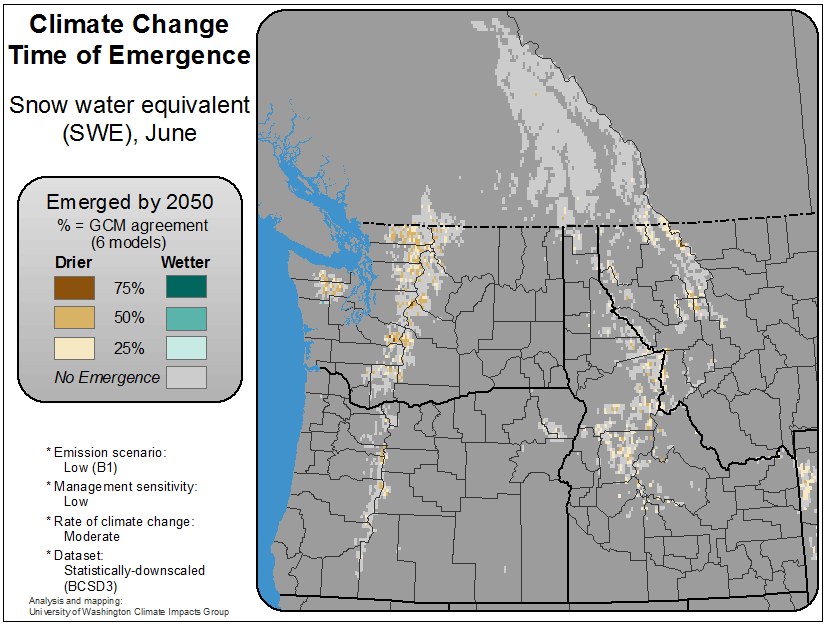 Climate Change
Time of Emergence
Snow water equivalent
(SWE), June
Emerged by 2050
% = GCM agreement
(6 models)
Drier Wetter
75%
50%
25%
No Emergence
* Emission scenario:
Low (B1)
* Management sensitivity:
Low
* Rate of climate change:
Moderate
* Dataset:
Statistically-downscaled
(BCSD3)
Analysis and mapping:
University of Washington Climate Impacts Group